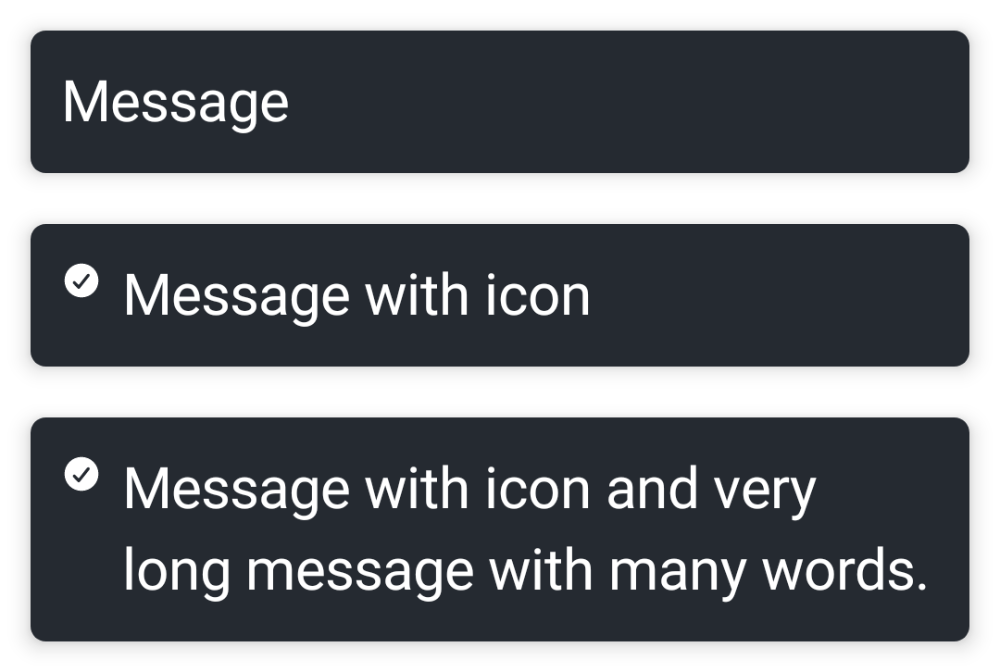 Message
Message with icon
Message with icon and very
long message with many words.